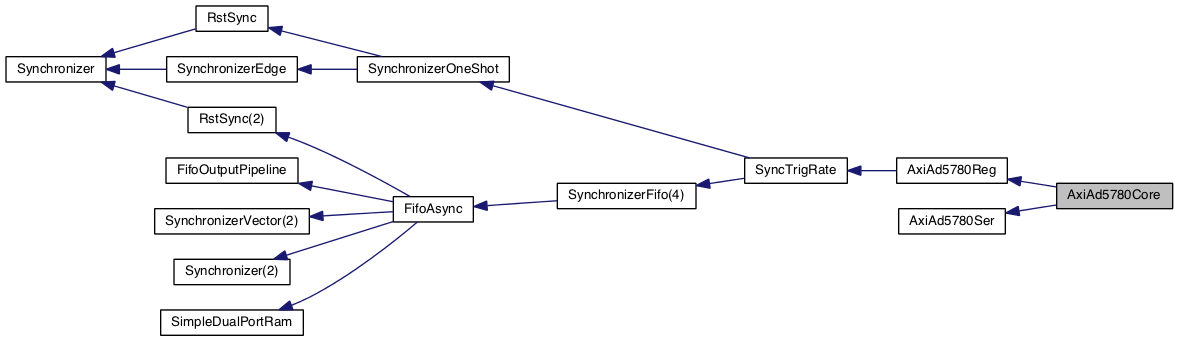 RstSync
Synchronizer
SynchronizerEdge
SynchronizerOneShot
RstSync(2)
FifoOutputPipeline
SyncTrigRate
AxiAd5780Reg
SynchronizerFifo(4)
AxiAd5780Core
FifoAsync
SynchronizerVector(2)
AxiAd5780Ser
Synchronizer(2)
SimpleDualPortRam